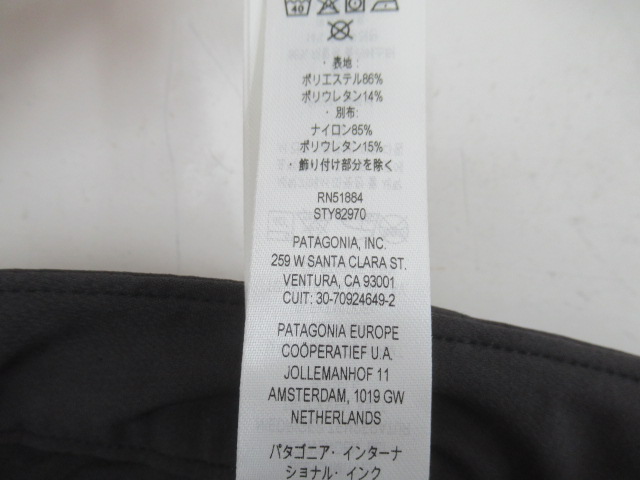 40
・表地:
ポリエステル86%
ポリウレタン14%
・別布:
ナイロン85%
ポリウレタン15%
・飾り付け部分を除く
RN51884
STY82970
PATAGONIA, INC.
259 W SANTA CLARA ST.
VENTURA, CA 93001
CUIT: 30-70924649-2
PATAGONIA EUROPE
COÖPERATIEF U.A.
JOLLEMANHOF 11
AMSTERDAM, 1019 GW
NETHERLANDS
パタゴニア・インターナ
ショナル・インク